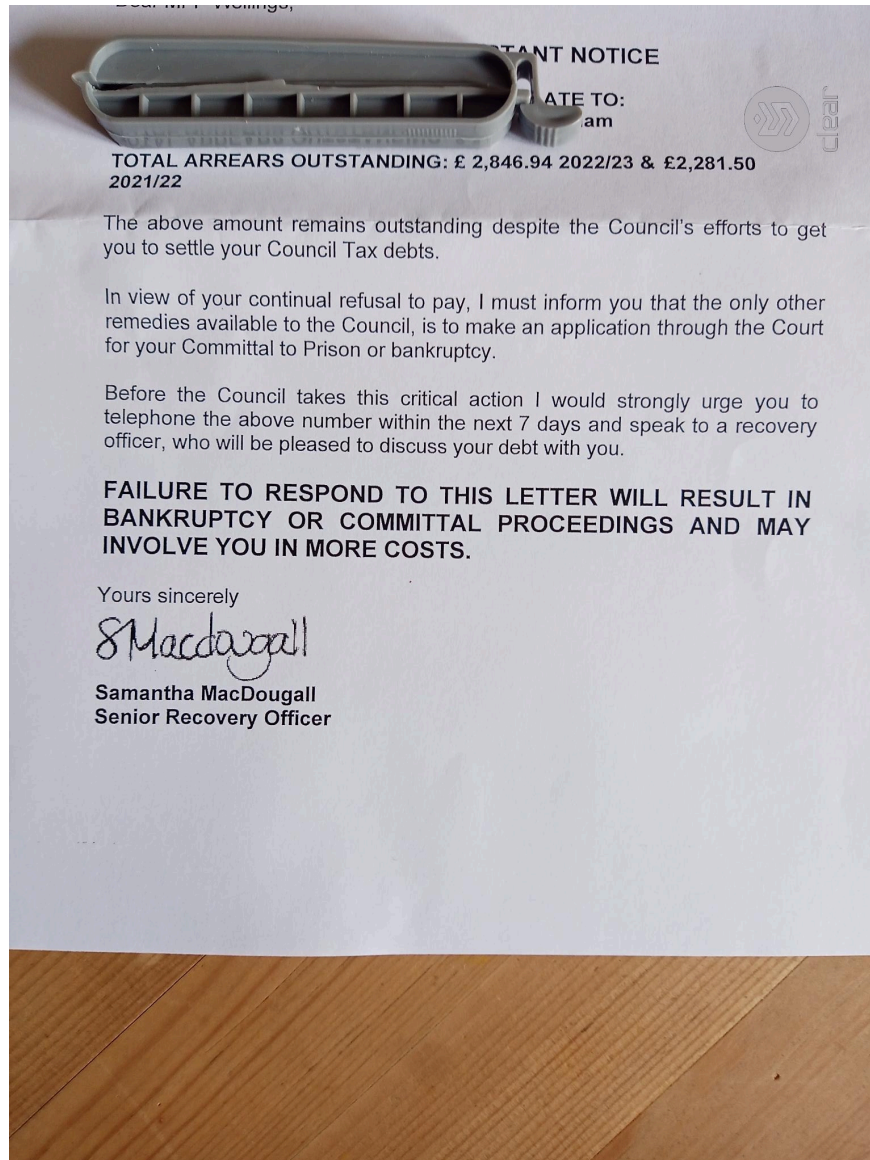 Dear Mr P Wellings,
TANT NOTICE
ATE TO:
am
clear
TOTAL ARREARS OUTSTANDING: £ 2,846.94 2022/23 & £2,281.50
2021/22
The above amount remains outstanding despite the Council's efforts to get
you to settle your Council Tax debts.
In view of your continual refusal to pay, I must inform you that the only other
remedies available to the Council, is to make an application through the Court
for your Committal to Prison or bankruptcy.
Before the Council takes this critical action I would strongly urge you to
telephone the above number within the next 7 days and speak to a recovery
officer, who will be pleased to discuss your debt with you.
FAILURE TO RESPOND TO THIS LETTER WILL RESULT IN
BANKRUPTCY OR COMMITTAL PROCEEDINGS AND MAY
INVOLVE YOU IN MORE COSTS.
Yours sincerely
SMacdougall
Samantha MacDougall
Senior Recovery Officer